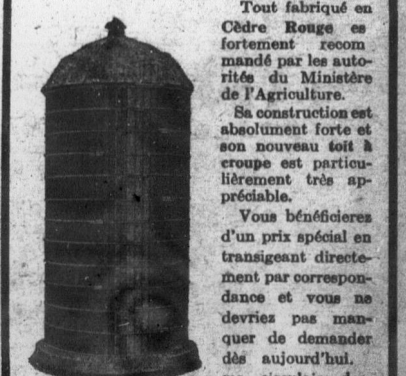 Tout fabriqué en
Cèdre Rouge es
fortement recom
mandé par les auto-
rités du Ministère
de l'Agriculture.
Sa construction est
absolument forte et
son nouveau toit à
croupe est particu-
lièrement très ap-
préciable.
Vous bénéficierez
d'un prix spécial en
transigeant directe-
ment par correspon-
dance et vous ne
devriez pas man-
quer de demander
dès aujourd'hui.